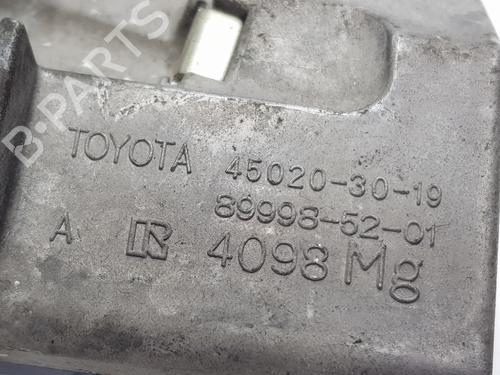 B-PARTS
TOYOTA 45020-30-19
89998-52-01
A R 4098 Mg